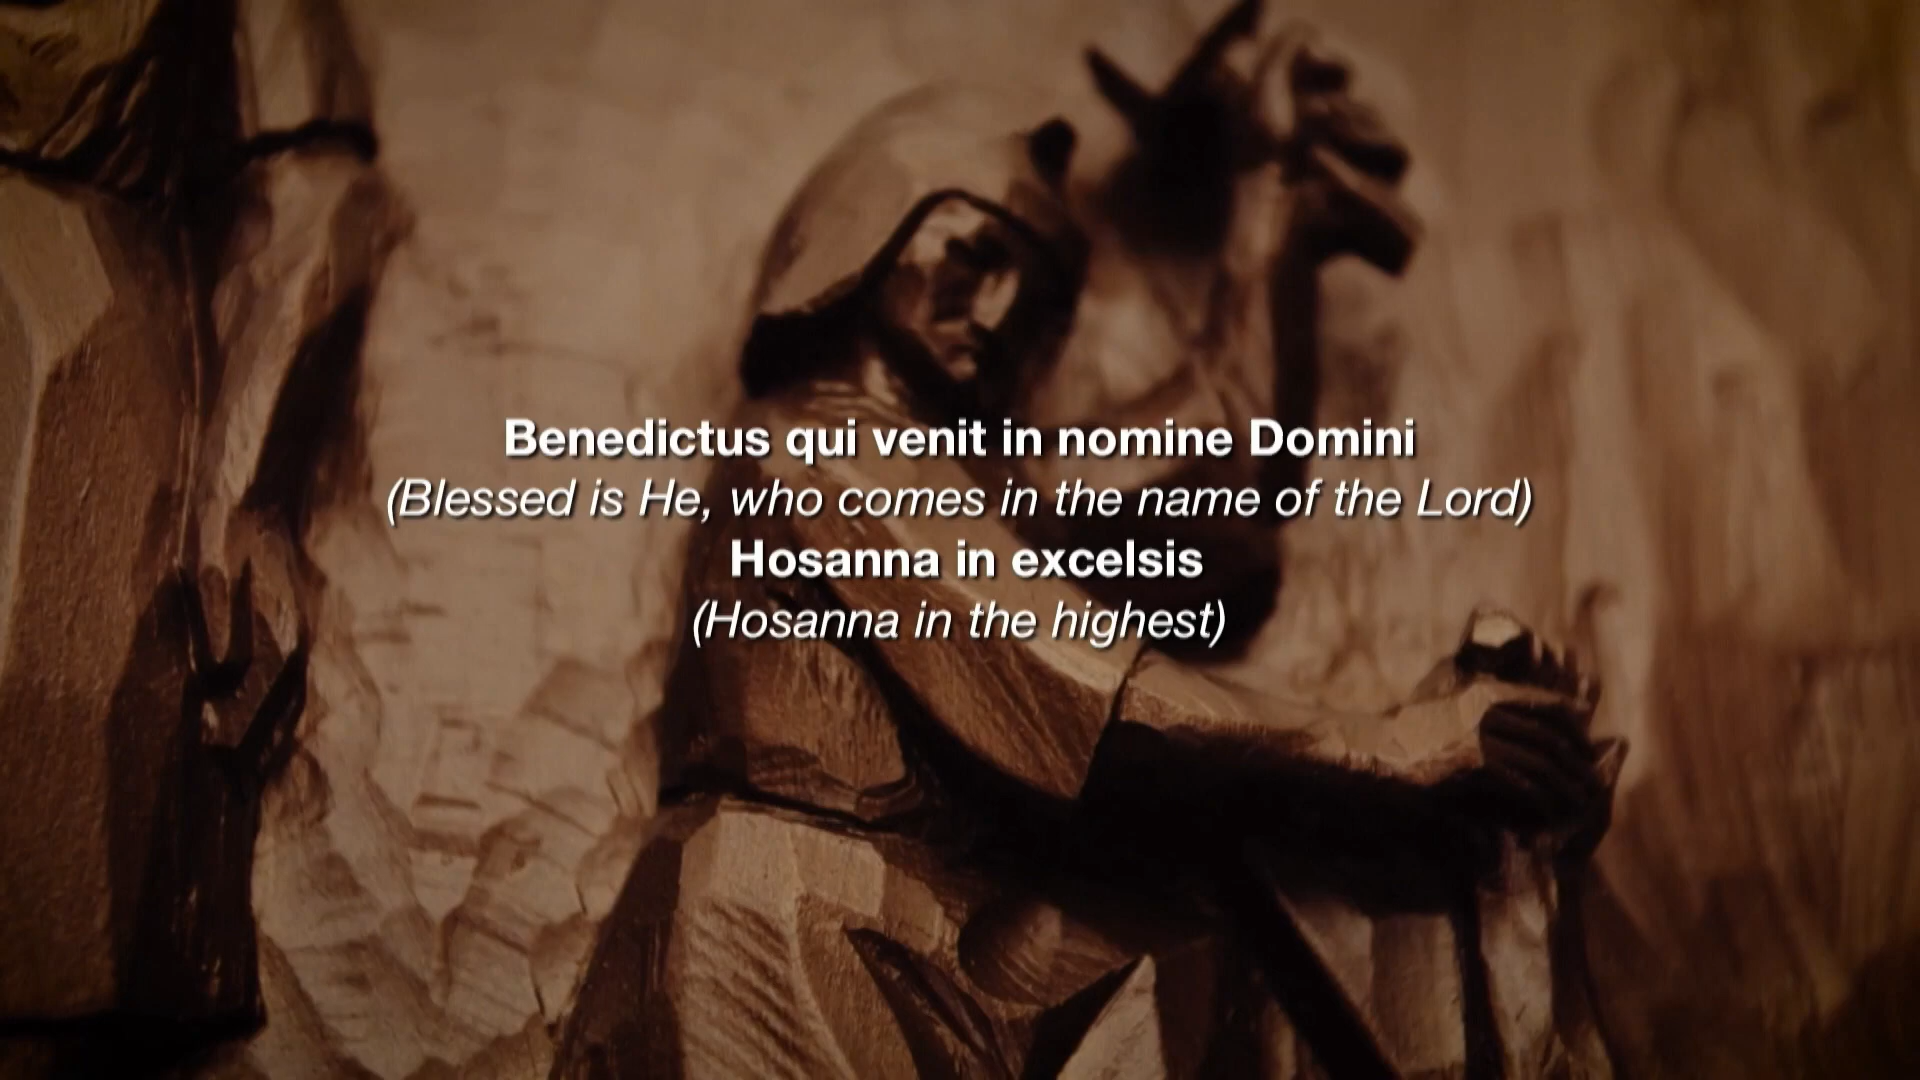 Benedictus qui venit in nomine Domini
(Blessed is He, who comes in the name of the Lord)
Hosanna in excelsis
(Hosanna in the highest)